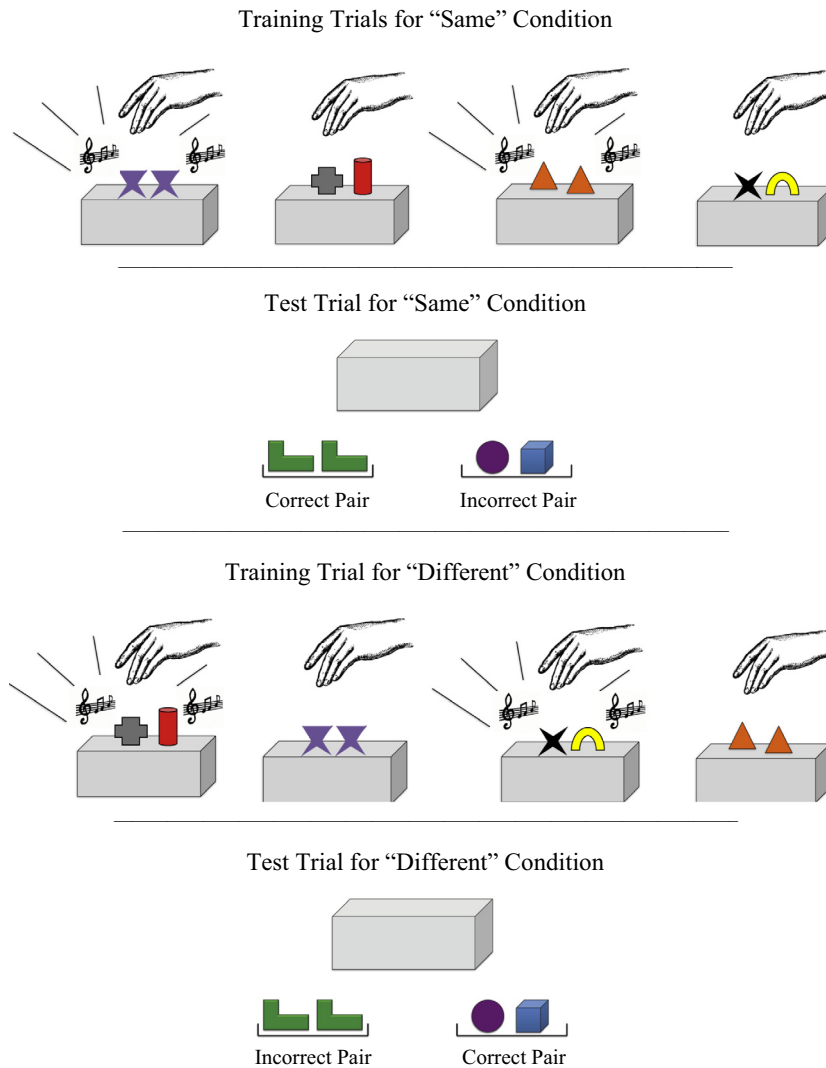 Training Trials for “Same” Condition
Test Trial for “Same” Condition
Correct Pair
Incorrect Pair
Training Trial for “Different” Condition
Test Trial for “Different” Condition
Incorrect Pair
Correct Pair